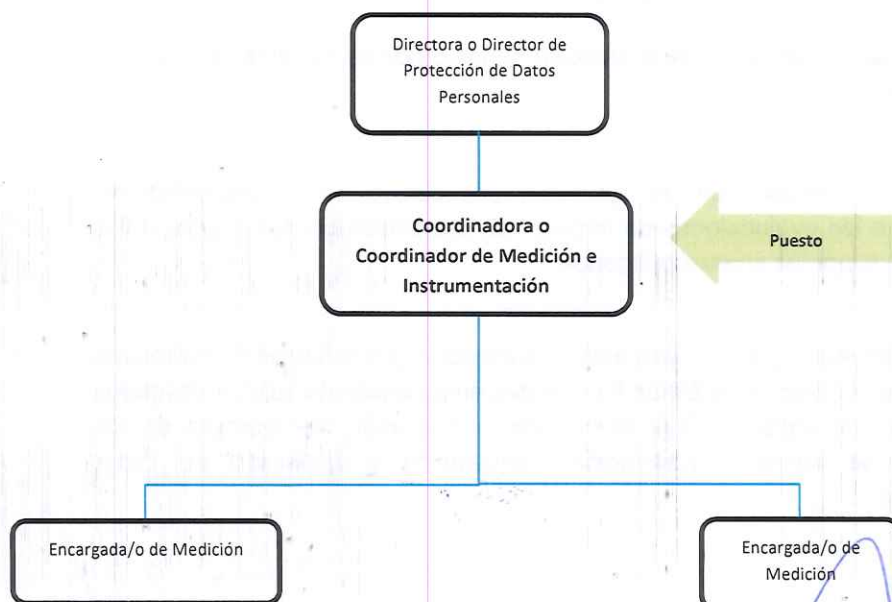 Directora o Director de
Protección de Datos
Personales
Coordinadora o
Coordinador de Medición e
Instrumentación
Puesto
Encargada/o de Medición
Encargada/o de
Medición